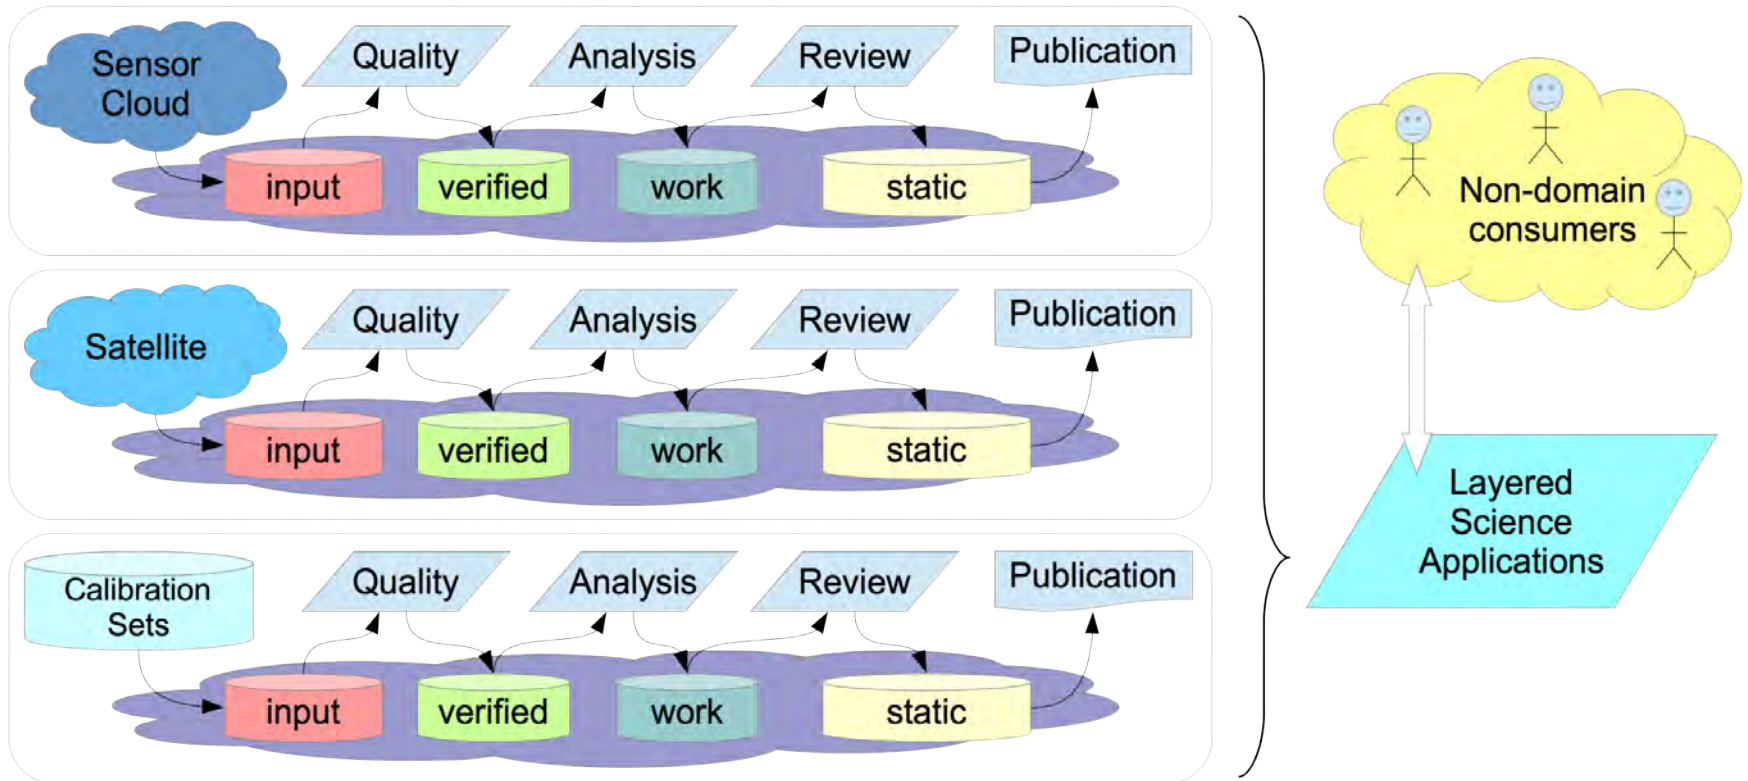 Sensor
Cloud
Quality
Analysis
Review
Publication
input
verified
work
static
Satellite
Quality
Analysis
Review
Publication
input
verified
work
static
Calibration
Sets
Quality
Analysis
Review
Publication
input
verified
work
static
Non-domain
consumers
Layered
Science
Applications